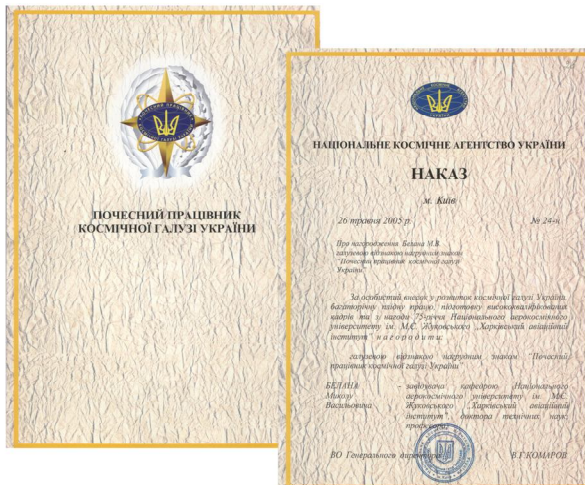 ПОЧЕСНИЙ ПРАЦІВНИК
КОСМІЧНОЇ ГАЛУЗІ УКРАЇНИ
НАЦІОНАЛЬНЕ КОСМІЧНЕ АГЕНТСТВО УКРАЇНИ
НАКАЗ
м. Київ
26 травня 2005 р. № 24-н
Про нагородження Белана М.В.
галузевою відзнакою нагрудним знаком
"Почесний працівник космічної галузі
України"
За особистий внесок у розвиток космічної галузі України,
багаторічну плідну працю, підготовку висококваліфікованих
кадрів та з нагоди 75-річчя Національного аерокосмічного
університету ім. М.Є. Жуковського „Харківський авіаційний
інститут" н а г о р о д и т и:
галузевою відзнакою нагрудним знаком "Почесний
працівник космічної галузі України"
БЕЛАНА - завідувача кафедрою Національного
Миколу аерокосмічного університету ім. М.Є.
Васильовича Жуковського „Харківський авіаційний
інститут", доктора технічних наук,
професора
ВО Генерального директора В.Г.КОМАРОВ